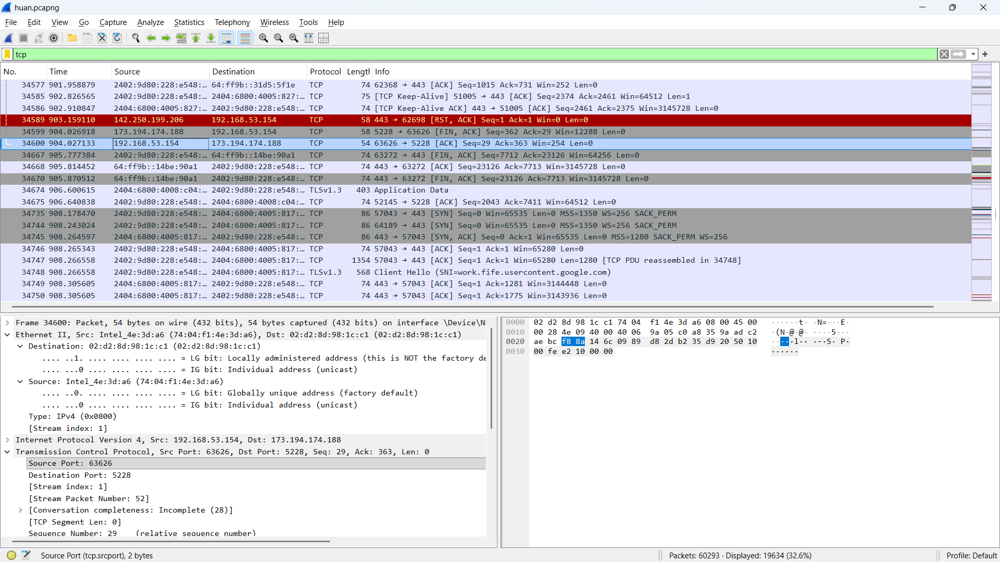 huan.pcapng
File Edit View Go Capture Analyze Statistics Telephony Wireless Tools Help
tcp
No. Time Source Destination Protocol Length Info
34577 901.958879 2402:9d80:228:e548:… 64:ff9b::31d5:5f1e TCP 74 62368 → 443 [ACK] Seq=1015 Ack=731 Win=252 Len=0
34585 902.826565 2402:9d80:228:e548:… 2404:6800:4005:827:… TCP 75 [TCP Keep-Alive] 51005 → 443 [ACK] Seq=2374 Ack=2461 Win=64512 Len=1
34586 902.910847 2404:6800:4005:827:… 2402:9d80:228:e548:… TCP 74 [TCP Keep-Alive ACK] 443 → 51005 [ACK] Seq=2461 Ack=2375 Win=3145728 Len=0
34589 903.159110 142.250.199.206 192.168.53.154 TCP 58 443 → 62698 [RST, ACK] Seq=1 Ack=1 Win=0 Len=0
34599 904.026918 173.194.174.188 192.168.53.154 TCP 58 5228 → 63626 [FIN, ACK] Seq=362 Ack=29 Win=12288 Len=0
34600 904.027133 192.168.53.154 173.194.174.188 TCP 54 63626 → 5228 [ACK] Seq=29 Ack=363 Win=254 Len=0
34667 905.777384 2402:9d80:228:e548:… 64:ff9b::14be:90a1 TCP 74 63272 → 443 [FIN, ACK] Seq=7712 Ack=23126 Win=64256 Len=0
34668 905.814452 64:ff9b::14be:90a1 2402:9d80:228:e548:… TCP 74 443 → 63272 [ACK] Seq=23126 Ack=7713 Win=3145728 Len=0
34670 905.870512 64:ff9b::14be:90a1 2402:9d80:228:e548:… TCP 74 443 → 63272 [FIN, ACK] Seq=23126 Ack=7713 Win=3145728 Len=0
34674 906.600615 2404:6800:4008:c04:… 2402:9d80:228:e548:… TLSv1.3 403 Application Data
34675 906.640838 2402:9d80:228:e548:… 2404:6800:4008:c04:… TCP 74 52145 → 5228 [ACK] Seq=2043 Ack=7411 Win=64512 Len=0
34735 908.178470 2402:9d80:228:e548:… 2404:6800:4005:817:… TCP 86 57043 → 443 [SYN] Seq=0 Win=65535 Len=0 MSS=1350 WS=256 SACK_PERM
34744 908.243024 2402:9d80:228:e548:… 2404:6800:4005:817:… TCP 86 64189 → 443 [SYN] Seq=0 Win=65535 Len=0 MSS=1350 WS=256 SACK_PERM
34745 908.264597 2404:6800:4005:817:… 2402:9d80:228:e548:… TCP 86 443 → 57043 [SYN, ACK] Seq=0 Ack=1 Win=65535 Len=0 MSS=1280 SACK_PERM WS=256
34746 908.265343 2402:9d80:228:e548:… 2404:6800:4005:817:… TCP 74 57043 → 443 [ACK] Seq=1 Ack=1 Win=65280 Len=0
34747 908.266558 2402:9d80:228:e548:… 2404:6800:4005:817:… TCP 1354 57043 → 443 [ACK] Seq=1 Ack=1 Win=65280 Len=1280 [TCP PDU reassembled in 34748]
34748 908.266558 2402:9d80:228:e548:… 2404:6800:4005:817:… TLSv1.3 568 Client Hello (SNI=work.fife.usercontent.google.com)
34749 908.305605 2404:6800:4005:817:… 2402:9d80:228:e548:… TCP 74 443 → 57043 [ACK] Seq=1 Ack=1281 Win=3144448 Len=0
34750 908.305605 2404:6800:4005:817:… 2402:9d80:228:e548:… TCP 74 443 → 57043 [ACK] Seq=1 Ack=1775 Win=3143936 Len=0
Frame 34600: Packet, 54 bytes on wire (432 bits), 54 bytes captured (432 bits) on interface \Device\N
Ethernet II, Src: Intel_4e:3d:a6 (74:04:f1:4e:3d:a6), Dst: 02:d2:8d:98:1c:c1 (02:d2:8d:98:1c:c1)
Destination: 02:d2:8d:98:1c:c1 (02:d2:8d:98:1c:c1)
.... ..1. .... .... .... .... = LG bit: Locally administered address (this is NOT the factory de
.... ...0 .... .... .... .... = IG bit: Individual address (unicast)
Source: Intel_4e:3d:a6 (74:04:f1:4e:3d:a6)
.... ..0. .... .... .... .... = LG bit: Globally unique address (factory default)
.... ...0 .... .... .... .... = IG bit: Individual address (unicast)
Type: IPv4 (0x0800)
[Stream index: 1]
Internet Protocol Version 4, Src: 192.168.53.154, Dst: 173.194.174.188
Transmission Control Protocol, Src Port: 63626, Dst Port: 5228, Seq: 29, Ack: 363, Len: 0
Source Port: 63626
Destination Port: 5228
[Stream index: 1]
[Stream Packet Number: 52]
[Conversation completeness: Incomplete (28)]
[TCP Segment Len: 0]
Sequence Number: 29 (relative sequence number)
0000 02 d2 8d 98 1c c1 74 04 f1 4e 3d a6 08 00 45 00 ······t· ·N=···E·
0010 00 28 4e 09 40 00 40 06 9a 05 c0 a8 35 9a ad c2 ·(N·@·@· ····5···
0020 ae bc f8 8a 14 6c 09 89 d8 2d b2 35 d9 20 50 10 ·····l·· ·-·5· P·
0030 00 fe e2 10 00 00 ······
Source Port (tcp.srcport), 2 bytes
Packets: 60293 · Displayed: 19634 (32.6%)
Profile: Default